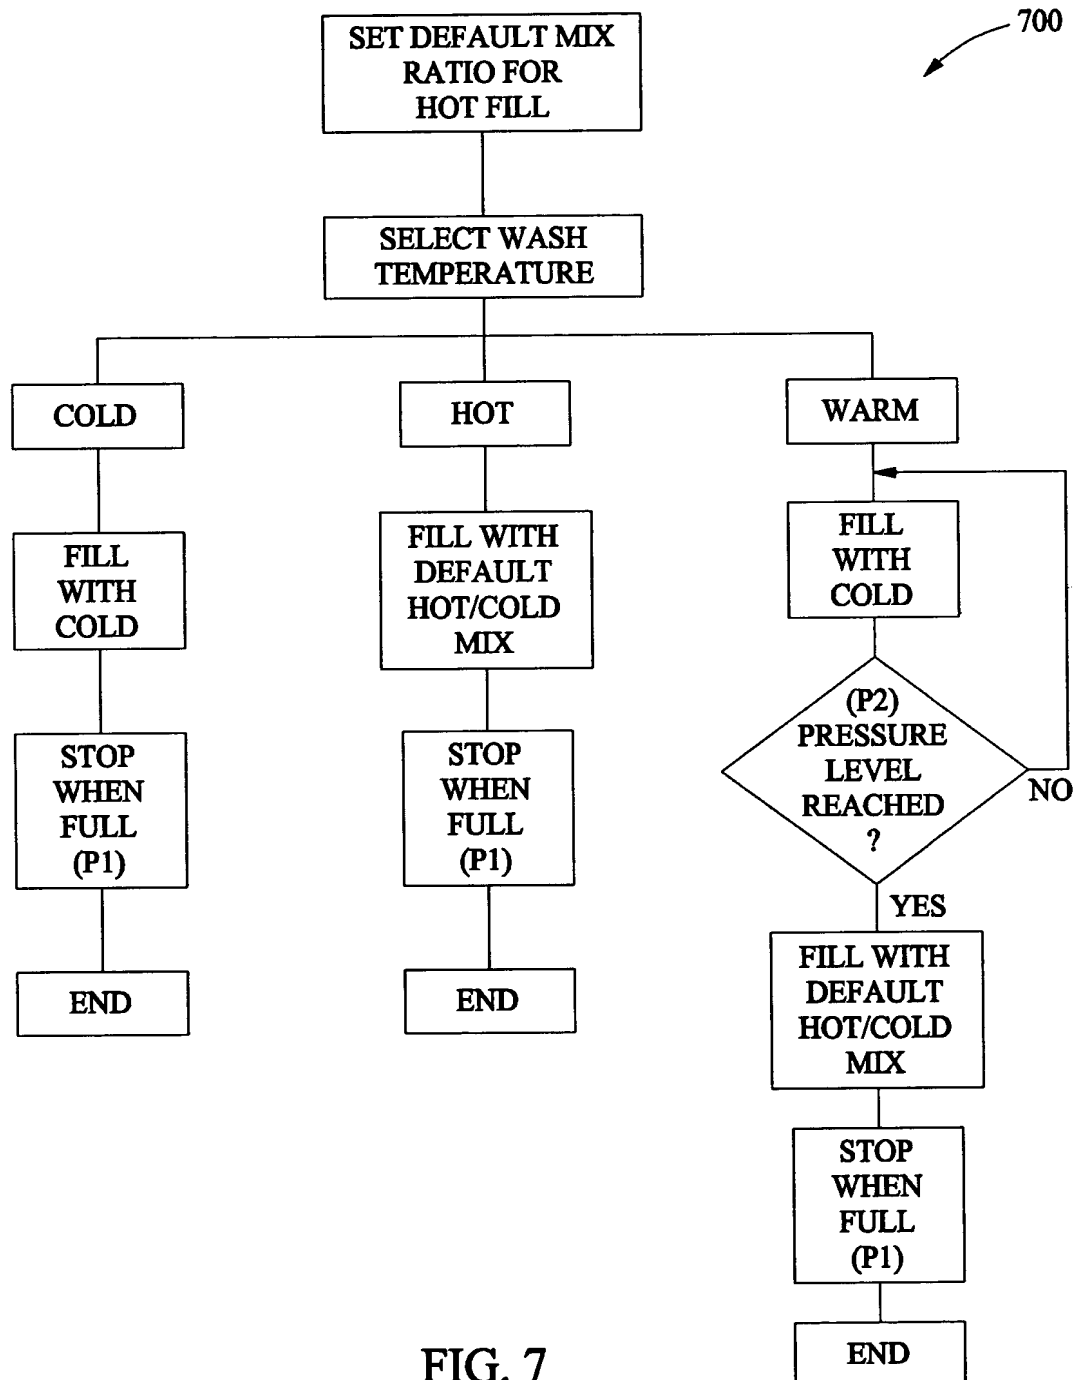 700
SET DEFAULT MIX
RATIO FOR
HOT FILL
SELECT WASH
TEMPERATURE
COLD
FILL
WITH
COLD
STOP
WHEN
FULL
(P1)
END
HOT
FILL WITH
DEFAULT
HOT/COLD
MIX
STOP
WHEN
FULL
(P1)
END
WARM
FILL
WITH
COLD
(P2)
PRESSURE
LEVEL
REACHED
?
NO
YES
FILL WITH
DEFAULT
HOT/COLD
MIX
STOP
WHEN
FULL
(P1)
END
FIG. 7